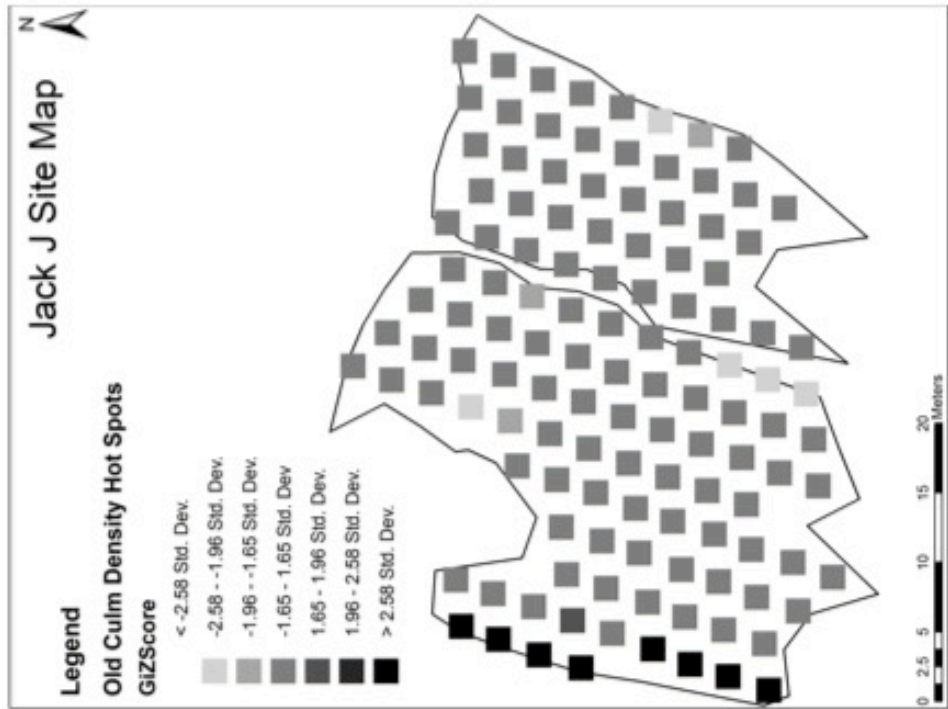 Jack J Site Map
N
Legend
Old Culm Density Hot Spots
GiZScore
< -2.58 Std. Dev.
-2.58 - -1.96 Std. Dev.
-1.96 - -1.65 Std. Dev.
-1.65 - 1.65 Std. Dev
1.65 - 1.96 Std. Dev.
1.96 - 2.58 Std. Dev.
> 2.58 Std. Dev.
0 2.5 5 10 15 20
Meters